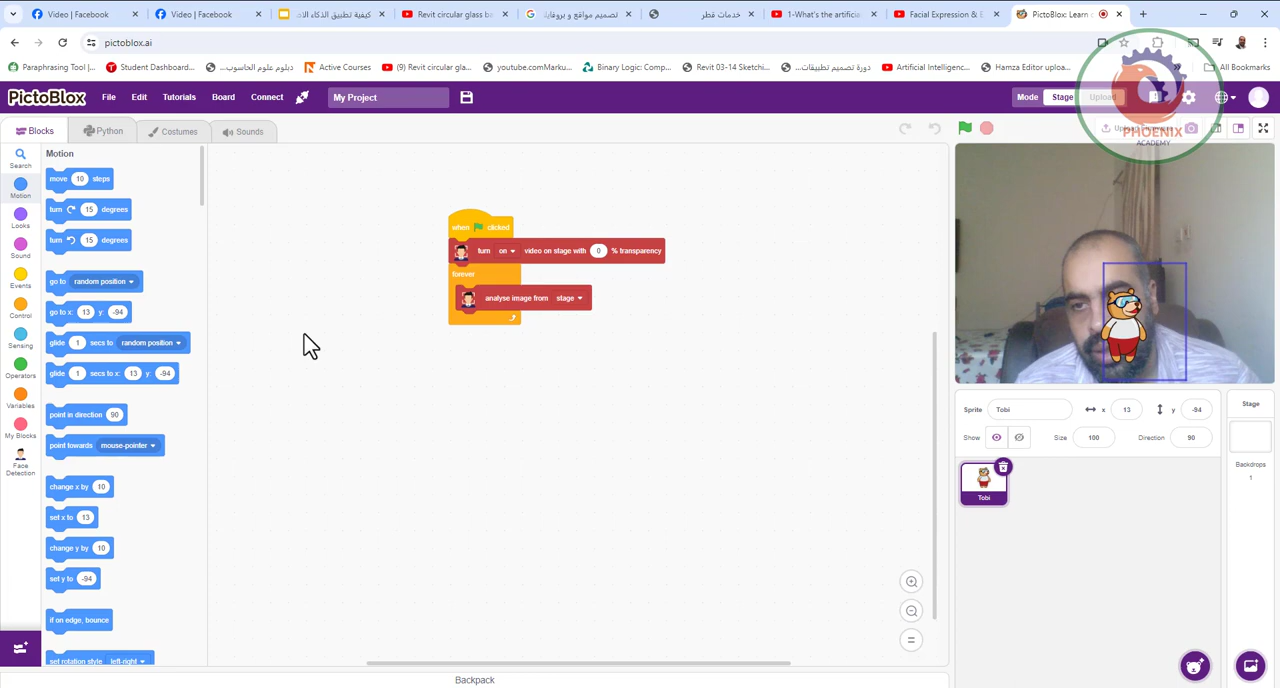 Video | Facebook
Video | Facebook
كيفية تطبيق الذكاء الاصد
Revit circular glass ba
تصميم مواقع و بروفايلا
خدمات قطر
1-What's the artificia
Facial Expression & E
PictoBlox: Learn
pictoblox.ai
Paraphrasing Tool |...
Student Dashboard...
دبلوم علوم الحاسوب...
Active Courses
(9) Revit circular gla...
youtube.comMarku...
Binary Logic: Comp...
Revit 03-14 Sketchi...
دورة تصميم تطبيقات...
Artificial Intelligenc...
Hamza Editor uploa...
All Bookmarks
PictoBlox
File
Edit
Tutorials
Board
Connect
My Project
Mode
Stage
Upload
PHOENIX
ACADEMY
Blocks
Python
Costumes
Sounds
Search
Motion
Looks
Sound
Events
Control
Sensing
Operators
Variables
My Blocks
Face
Detection
Motion
move 10 steps
turn 15 degrees
turn 15 degrees
go to random position
go to x: 13 y: -94
glide 1 secs to random position
glide 1 secs to x: 13 y: -94
point in direction 90
point towards mouse-pointer
change x by 10
set x to 13
change y by 10
set y to -94
if on edge, bounce
set rotation style left-right
when clicked
turn on video on stage with 0 % transparency
forever
analyse image from stage
Sprite Tobi x 13 y -94
Show Size 100 Direction 90
Tobi
Stage
Backdrops
1
Backpack